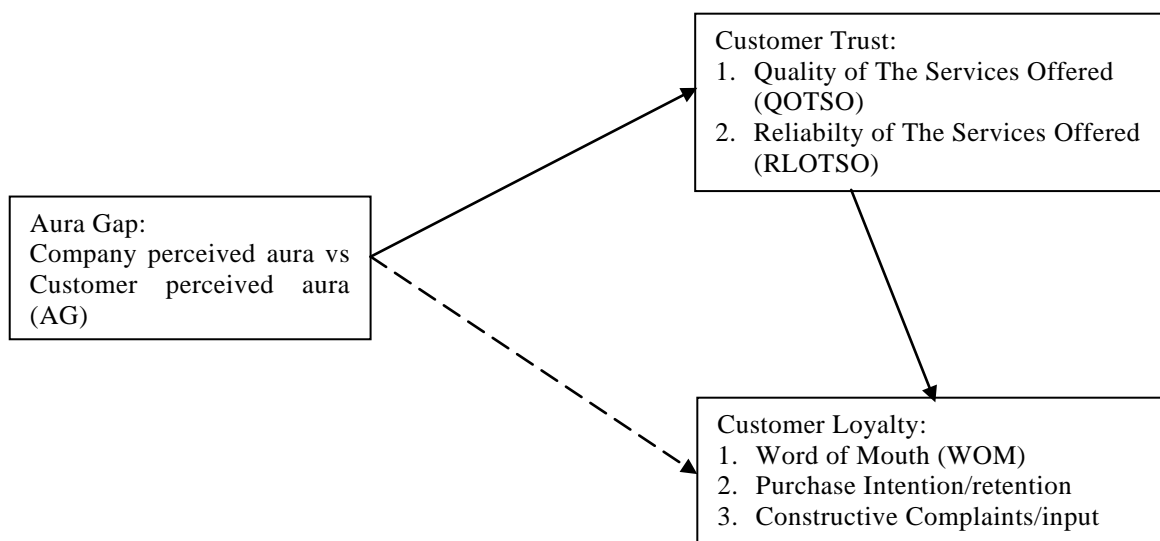 Customer Trust:
1. Quality of The Services Offered
(QOTSO)
2. Reliabilty of The Services Offered
(RLOTSO)
Aura Gap:
Company perceived aura vs
Customer perceived aura
(AG)
Customer Loyalty:
1. Word of Mouth (WOM)
2. Purchase Intention/retention
3. Constructive Complaints/input